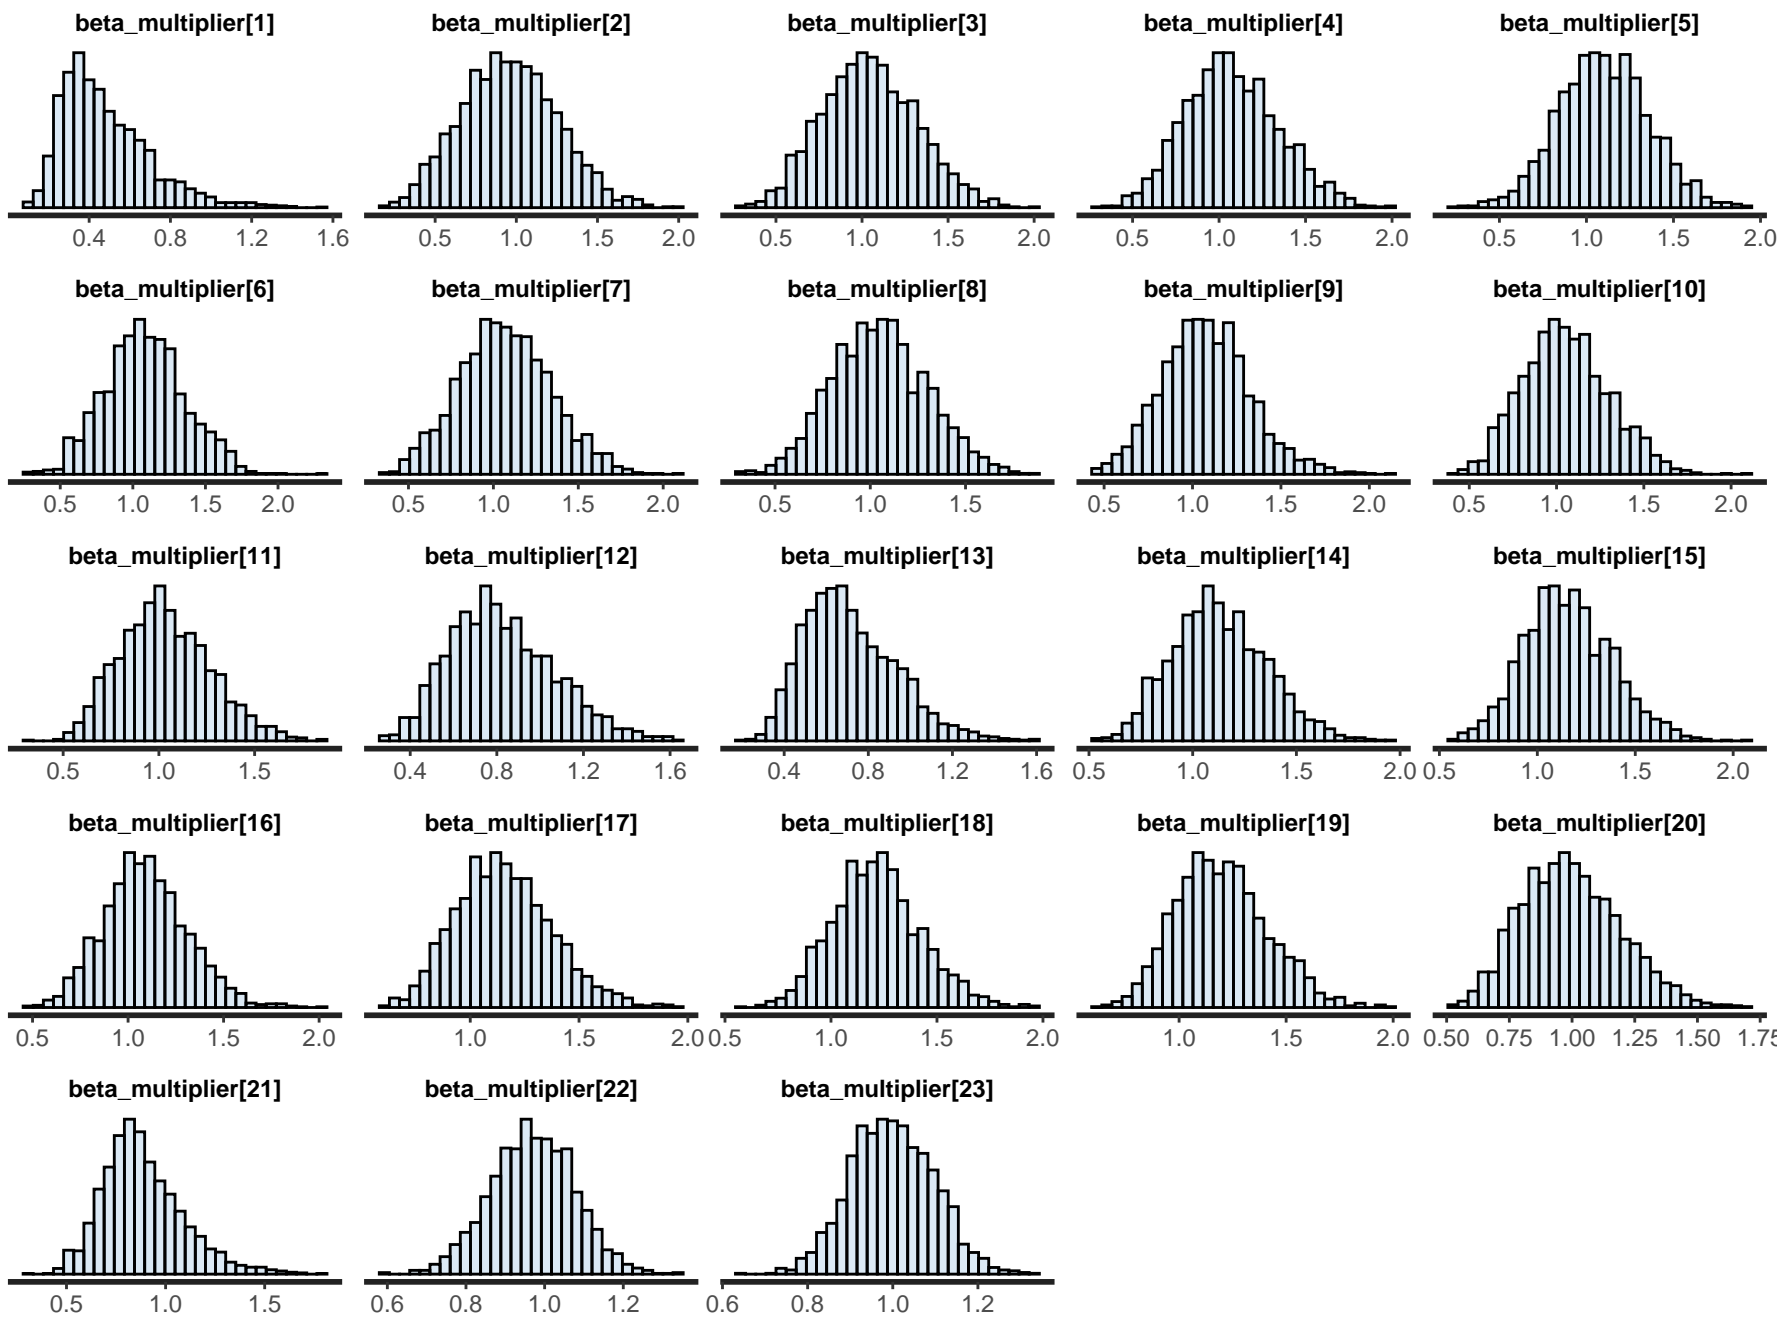 beta_multiplier[1] beta_multiplier[2] beta_multiplier[3] beta_multiplier[4] beta_multiplier[5]
0.4 0.8 1.2 1.6 0.5 1.0 1.5 2.0 0.5 1.0 1.5 2.0 0.5 1.0 1.5 2.0 0.5 1.0 1.5 2.0
beta_multiplier[6] beta_multiplier[7] beta_multiplier[8] beta_multiplier[9] beta_multiplier[10]
0.5 1.0 1.5 2.0 0.5 1.0 1.5 2.0 0.5 1.0 1.5 0.5 1.0 1.5 2.0 0.5 1.0 1.5 2.0
beta_multiplier[11] beta_multiplier[12] beta_multiplier[13] beta_multiplier[14] beta_multiplier[15]
0.5 1.0 1.5 0.4 0.8 1.2 1.6 0.4 0.8 1.2 1.6 0.5 1.0 1.5 2.0 0.5 1.0 1.5 2.0
beta_multiplier[16] beta_multiplier[17] beta_multiplier[18] beta_multiplier[19] beta_multiplier[20]
0.5 1.0 1.5 2.0 1.0 1.5 2.0 0.5 1.0 1.5 2.0 1.0 1.5 2.0 0.50 0.75 1.00 1.25 1.50 1.75
beta_multiplier[21] beta_multiplier[22] beta_multiplier[23]
0.5 1.0 1.5 0.6 0.8 1.0 1.2 0.6 0.8 1.0 1.2